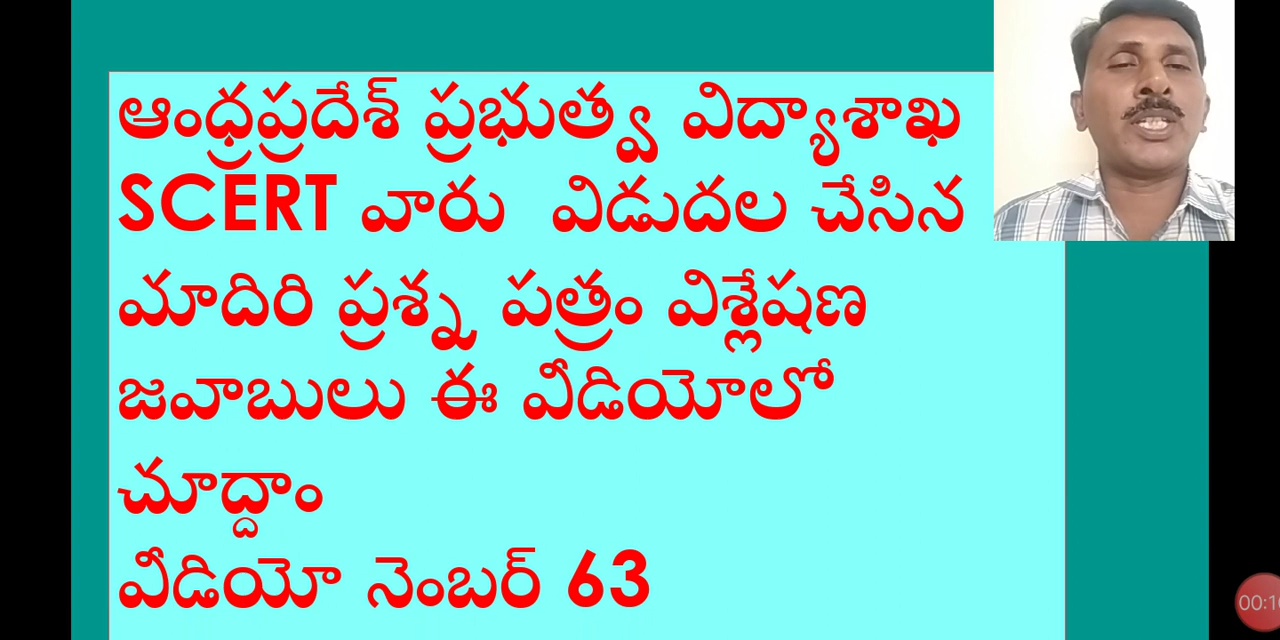 ఆంధ్రప్రదేశ్ ప్రభుత్వ విద్యాశాఖ
SCERT వారు విడుదల చేసిన
మాదిరి ప్రశ్న పత్రం విశ్లేషణ
జవాబులు ఈ వీడియోలో
చూద్దాం
వీడియో నెంబర్ 63